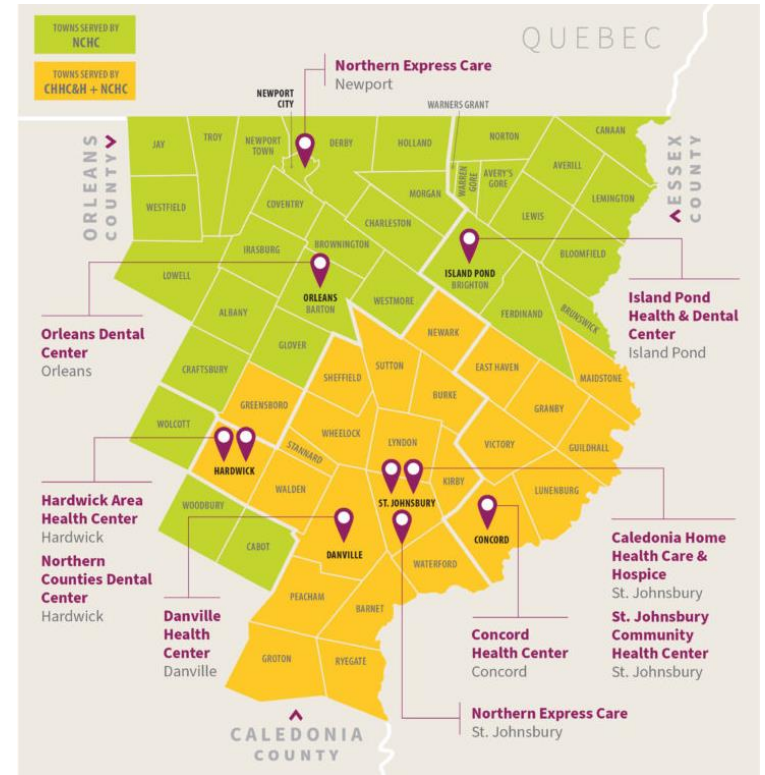 TOWNS SERVED BY
NCHC
TOWNS SERVED BY
CHHC&H + NCHC
QUEBEC
Northern Express Care
Newport
NEWPORT
CITY
WARNERS GRANT
ORLEANS
COUNTY
ESSEX
COUNTY
JAY
TROY
NEWPORT
TOWN
DERBY
HOLLAND
NORTON
CANAAN
WARREN
GORE
AVERY'S
GORE
AVERILL
LEMINGTON
WESTFIELD
COVENTRY
MORGAN
LEWIS
CHARLESTON
BLOOMFIELD
IRASBURG
BROWNINGTON
LOWELL
ORLEANS
BARTON
ISLAND POND
BRIGHTON
WESTMORE
FERDINAND
BRUNSWICK
ALBANY
NEWARK
GLOVER
CRAFTSBURY
SHEFFIELD
SUTTON
EAST HAVEN
MAIDSTONE
GREENSBORO
BURKE
GRANBY
WOLCOTT
WHEELOCK
LYNDON
VICTORY
GUILDHALL
STANNARD
HARDWICK
WALDEN
KIRBY
LUNENBURG
WOODBURY
ST. JOHNSBURY
CABOT
DANVILLE
CONCORD
WATERFORD
PEACHAM
BARNET
GROTON
RYEGATE
Orleans Dental
Center
Orleans
Island Pond
Health & Dental
Center
Island Pond
Hardwick Area
Health Center
Hardwick
Northern
Counties Dental
Center
Hardwick
Danville
Health
Center
Danville
Concord
Health Center
Concord
Caledonia Home
Health Care &
Hospice
St. Johnsbury
St. Johnsbury
Community
Health Center
St. Johnsbury
Northern Express Care
St. Johnsbury
CALEDONIA
COUNTY